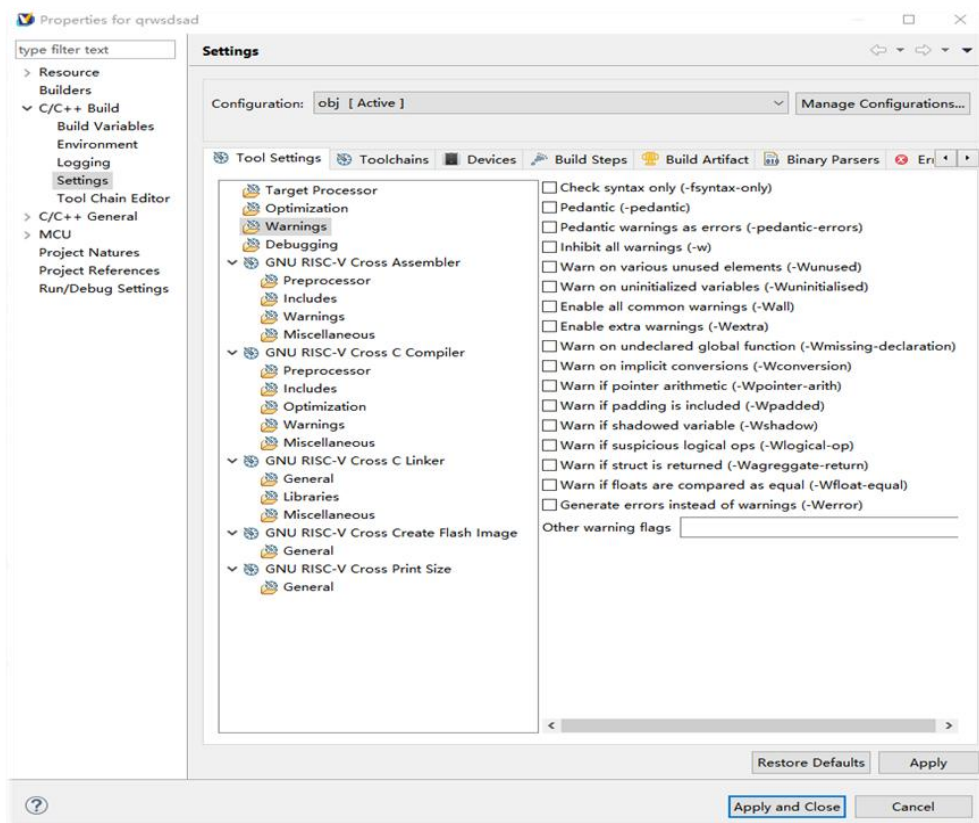 Properties for qrwsdsad
type filter text
Resource
Builders
C/C++ Build
Build Variables
Environment
Logging
Settings
Tool Chain Editor
C/C++ General
MCU
Project Natures
Project References
Run/Debug Settings
Settings
Configuration: obj [ Active ] Manage Configurations...
Tool Settings Toolchains Devices Build Steps Build Artifact Binary Parsers
Target Processor
Optimization
Warnings
Debugging
GNU RISC-V Cross Assembler
Preprocessor
Includes
Warnings
Miscellaneous
GNU RISC-V Cross C Compiler
Preprocessor
Includes
Optimization
Warnings
Miscellaneous
GNU RISC-V Cross C Linker
General
Libraries
Miscellaneous
GNU RISC-V Cross Create Flash Image
General
GNU RISC-V Cross Print Size
General
Check syntax only (-fsyntax-only)
Pedantic (-pedantic)
Pedantic warnings as errors (-pedantic-errors)
Inhibit all warnings (-w)
Warn on various unused elements (-Wunused)
Warn on uninitialized variables (-Wuninitialised)
Enable all common warnings (-Wall)
Enable extra warnings (-Wextra)
Warn on undeclared global function (-Wmissing-declaration)
Warn on implicit conversions (-Wconversion)
Warn if pointer arithmetic (-Wpointer-arith)
Warn if padding is included (-Wpadded)
Warn if shadowed variable (-Wshadow)
Warn if suspicious logical ops (-Wlogical-op)
Warn if struct is returned (-Wagreggate-return)
Warn if floats are compared as equal (-Wfloat-equal)
Generate errors instead of warnings (-Werror)
Other warning flags
Restore Defaults Apply
Apply and Close Cancel